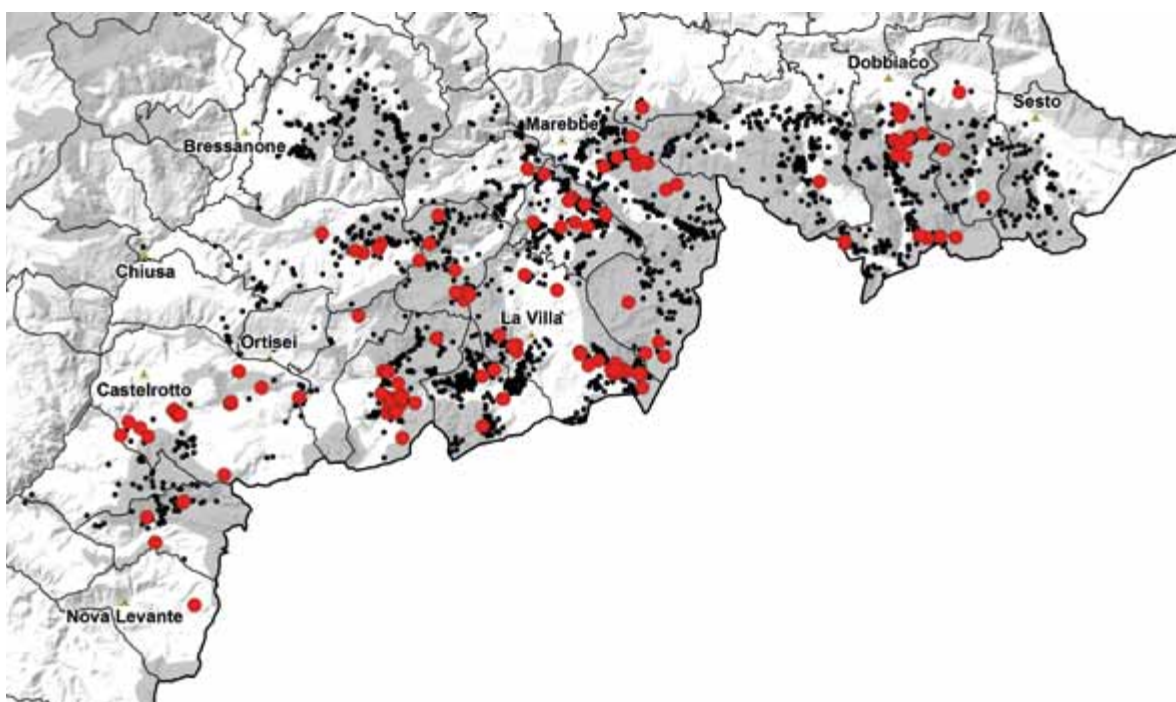 Dobbiaco
Sesto
Marebbe
Bressanone
Chiusa
La Villa
Ortisei
Castelrotto
Nova Levante